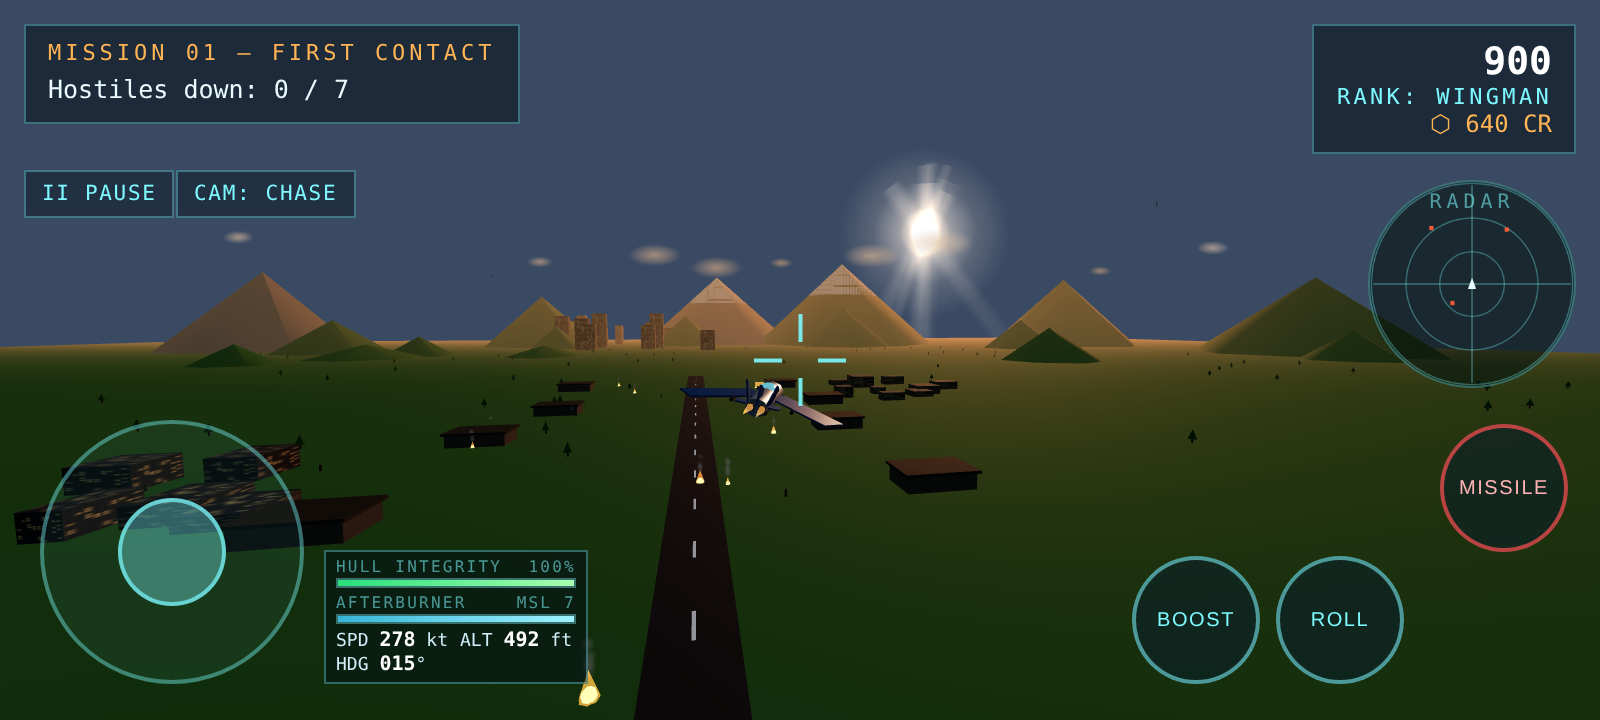 MISSION 01 — FIRST CONTACT
Hostiles down: 0 / 7
900
RANK: WINGMAN
⬡ 640 CR
II PAUSE
CAM: CHASE
RADAR
MISSILE
HULL INTEGRITY 100%
AFTERBURNER MSL 7
SPD 278 kt ALT 492 ft
HDG 015°
BOOST
ROLL